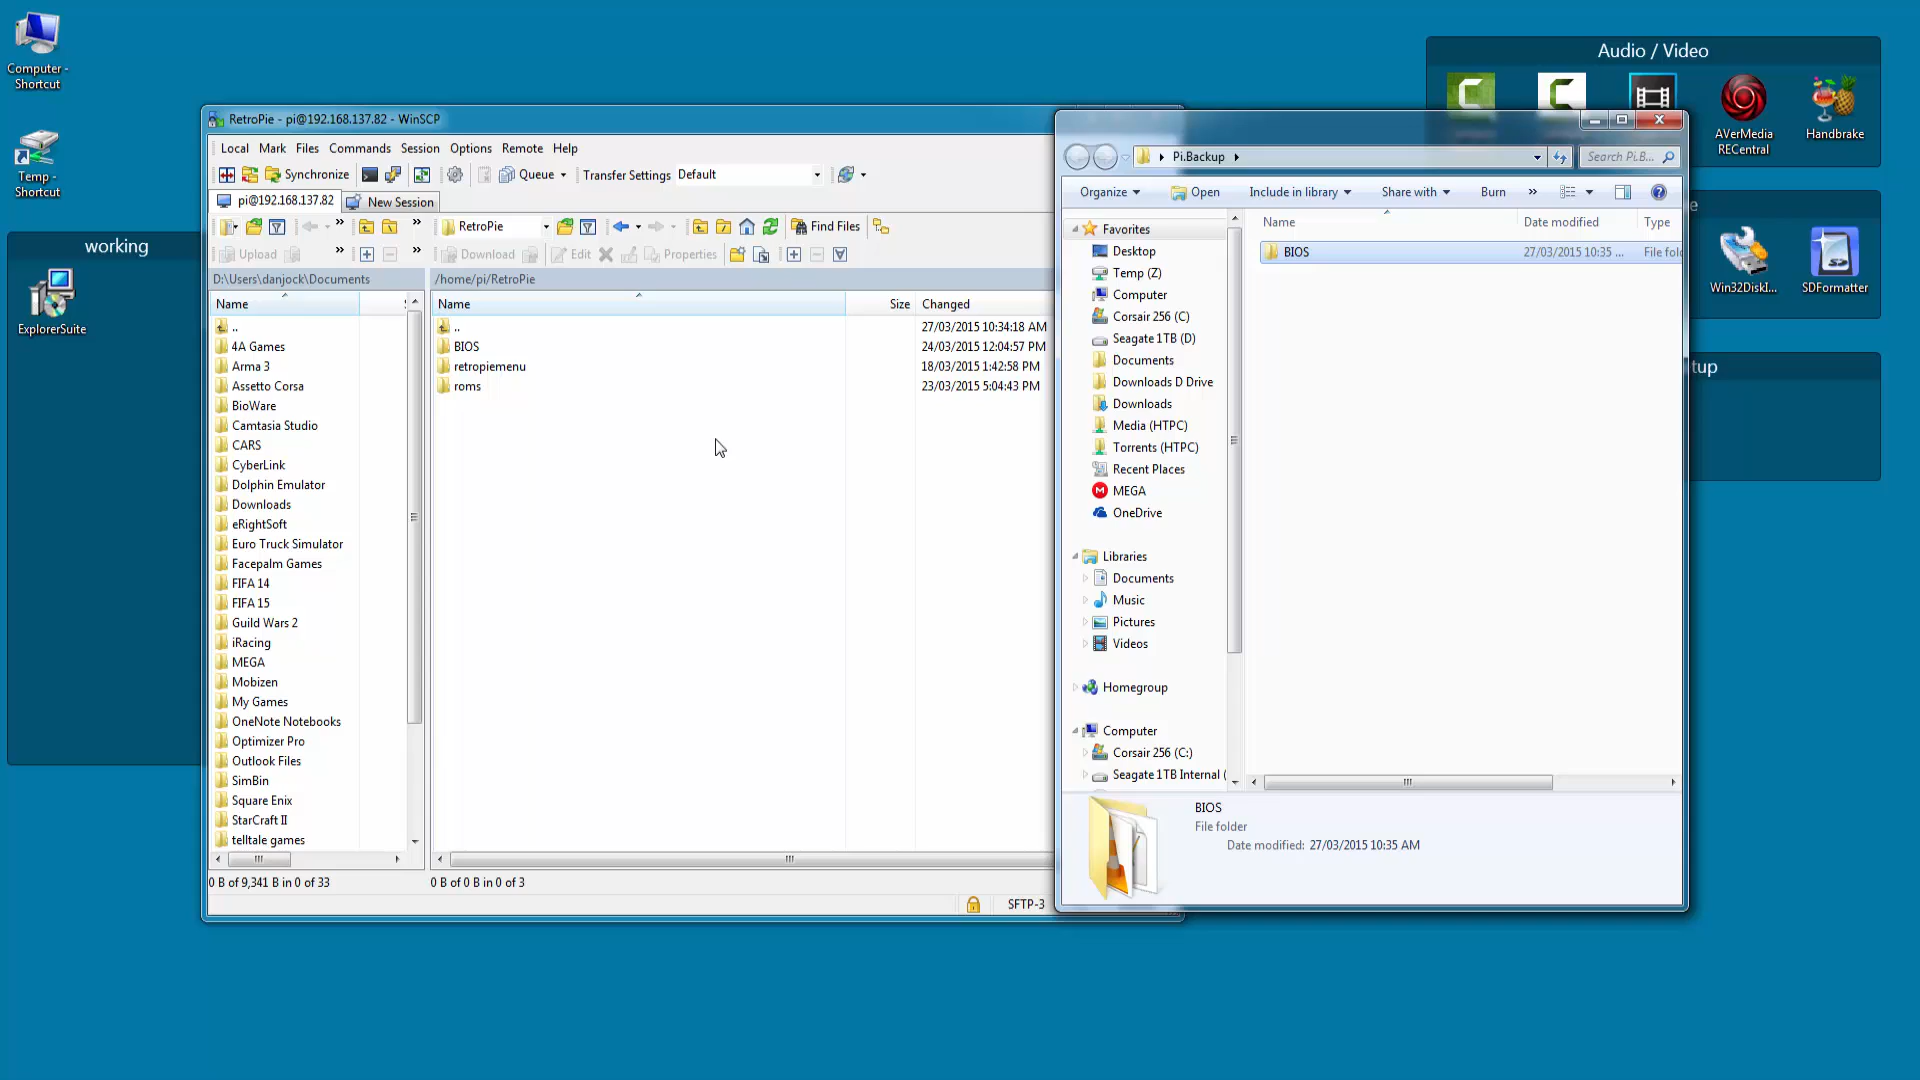 Computer -
Shortcut
Temp -
Shortcut
working
ExplorerSuite
Audio / Video
AVerMedia
RECentral
Handbrake
e
Win32DiskI...
SDFormatter
tup
RetroPie - pi@192.168.137.82 - WinSCP
Local Mark Files Commands Session Options Remote Help
Synchronize Queue Transfer Settings Default
pi@192.168.137.82 New Session
RetroPie Find Files
Upload Download Edit Properties
D:\Users\danjock\Documents /home/pi/RetroPie
Name
..
4A Games
Arma 3
Assetto Corsa
BioWare
Camtasia Studio
CARS
CyberLink
Dolphin Emulator
Downloads
eRightSoft
Euro Truck Simulator
Facepalm Games
FIFA 14
FIFA 15
Guild Wars 2
iRacing
MEGA
Mobizen
My Games
OneNote Notebooks
Optimizer Pro
Outlook Files
SimBin
Square Enix
StarCraft II
telltale games
Name Size Changed
.. 27/03/2015 10:34:18 AM
BIOS 24/03/2015 12:04:57 PM
retropiemenu 18/03/2015 1:42:58 PM
roms 23/03/2015 5:04:43 PM
0 B of 9,341 B in 0 of 33 0 B of 0 B in 0 of 3
SFTP-3
Pi.Backup Search Pi.B...
Organize Open Include in library Share with Burn »
Favorites
Desktop
Temp (Z)
Computer
Corsair 256 (C)
Seagate 1TB (D)
Documents
Downloads D Drive
Downloads
Media (HTPC)
Torrents (HTPC)
Recent Places
MEGA
OneDrive
Libraries
Documents
Music
Pictures
Videos
Homegroup
Computer
Corsair 256 (C:)
Seagate 1TB Internal (
Name Date modified Type
BIOS 27/03/2015 10:35 ... File fold
BIOS
File folder
Date modified: 27/03/2015 10:35 AM